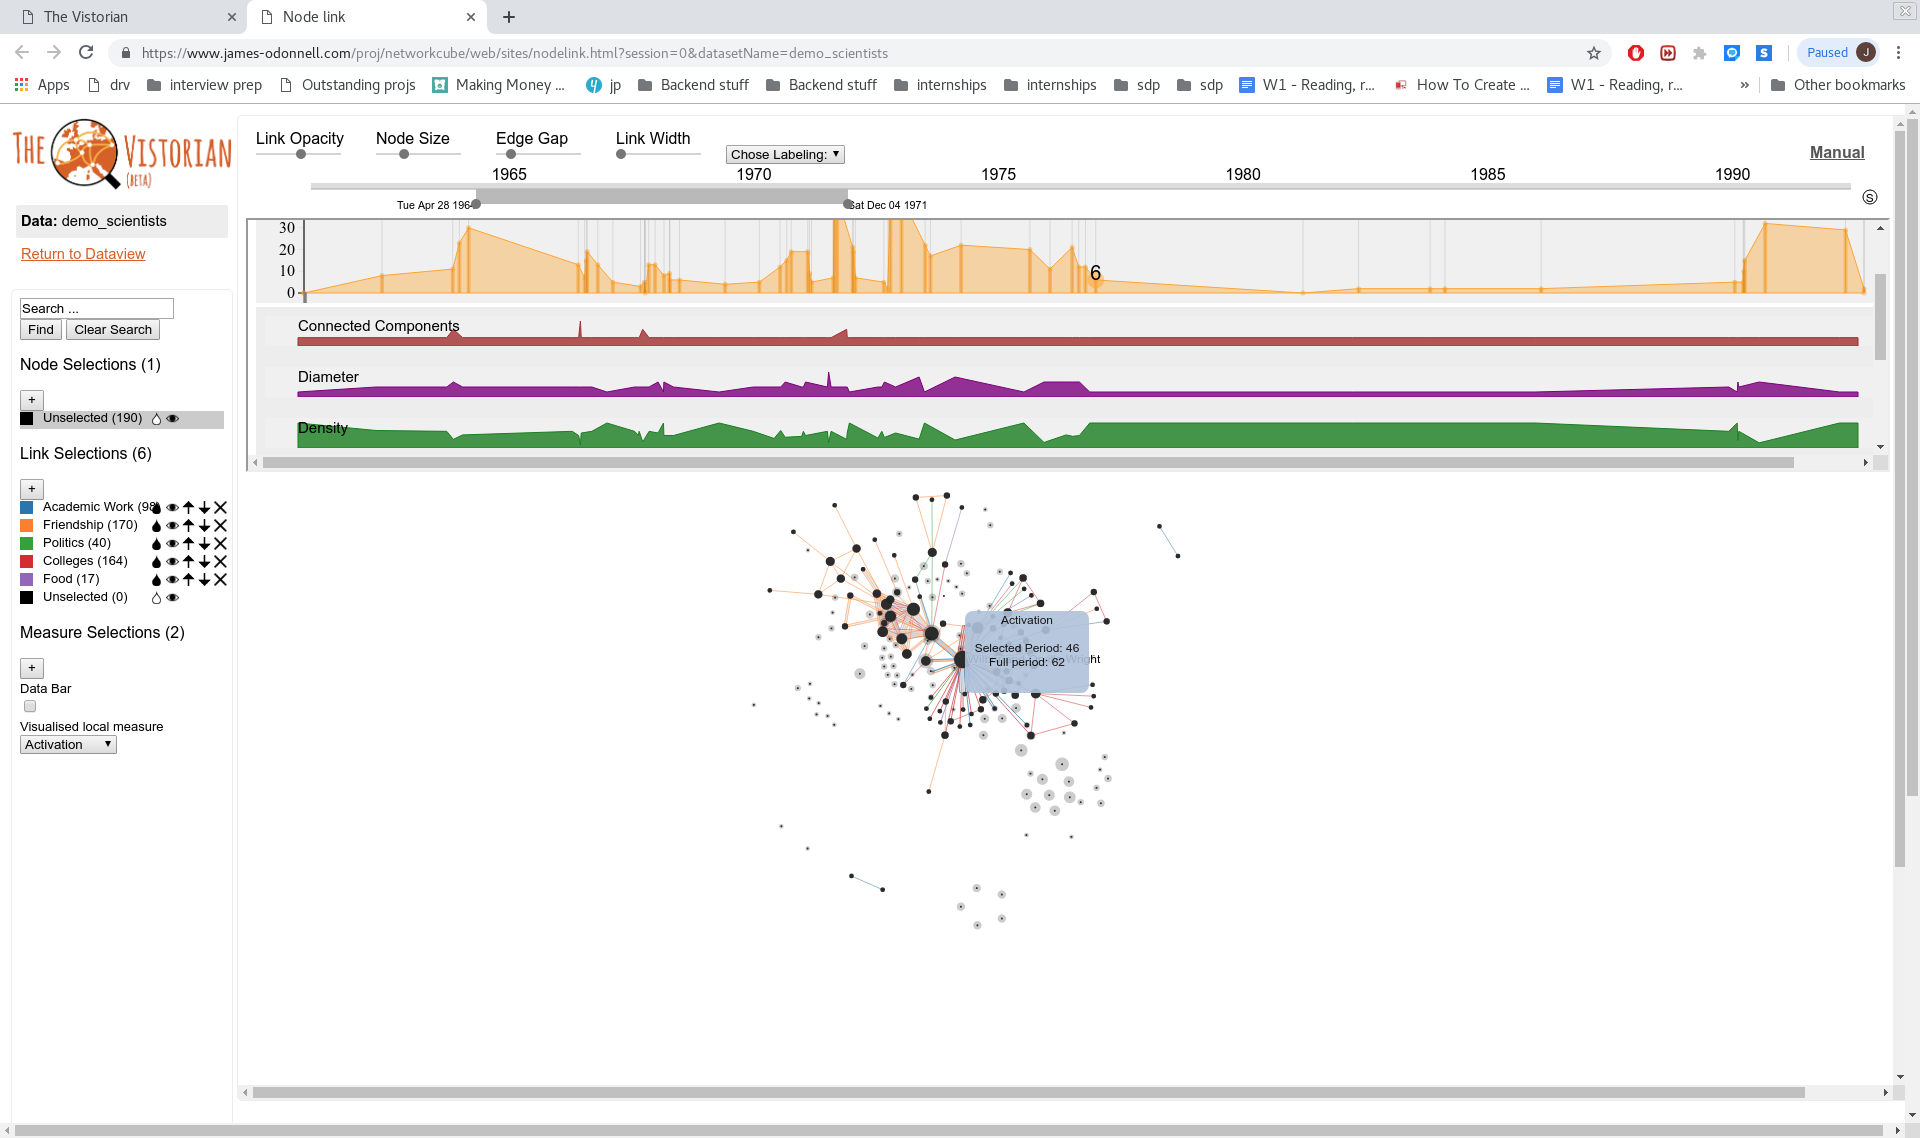 The Vistorian
Node link
https://www.james-odonnell.com/proj/networkcube/web/sites/nodelink.html?session=0&datasetName=demo_scientists
Paused
J
Apps
drv
interview prep
Outstanding projs
Making Money ...
jp
Backend stuff
Backend stuff
internships
internships
sdp
sdp
W1 - Reading, r...
How To Create ...
W1 - Reading, r...
»
Other bookmarks
THE VISTORIAN
(BETA)
Data: demo_scientists
Return to Dataview
Search ...
Find
Clear Search
Node Selections (1)
+
Unselected (190)
Link Selections (6)
+
Academic Work (98)
Friendship (170)
Politics (40)
Colleges (164)
Food (17)
Unselected (0)
Measure Selections (2)
+
Data Bar
Visualised local measure
Activation
Link Opacity
Node Size
Edge Gap
Link Width
Chose Labeling:
Manual
1965
1970
1975
1980
1985
1990
Tue Apr 28 196
Sat Dec 04 1971
S
30
20
10
0
6
Connected Components
Diameter
Density
Activation
Selected Period: 46
Full period: 62
Wright